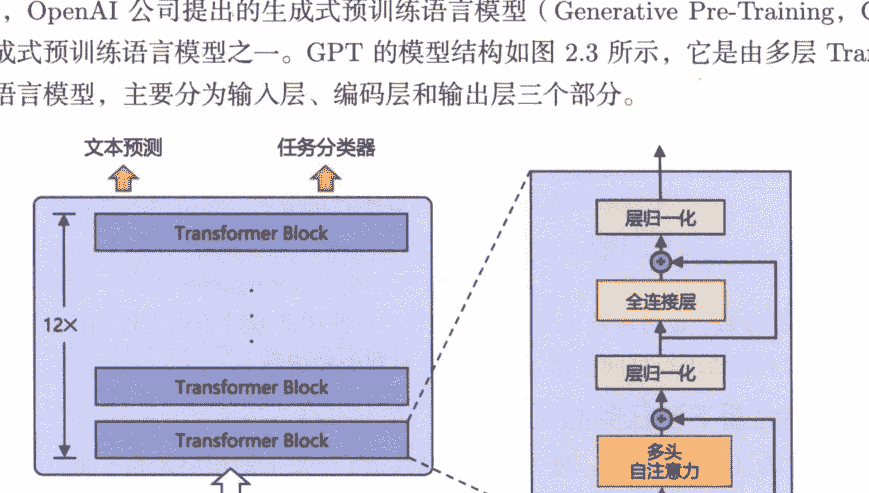 ，OpenAI 公司提出的生成式预训练语言模型（Generative Pre-Training，
成式预训练语言模型之一。GPT 的模型结构如图 2.3 所示，它是由多层
语言模型，主要分为输入层、编码层和输出层三个部分。
文本预测
任务分类器
Transformer Block
12×
Transformer Block
Transformer Block
层归一化
+
全连接层
层归一化
+
多头
自注意力